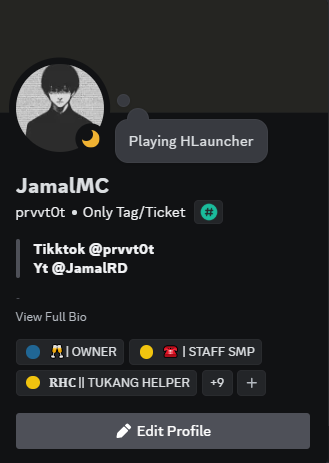 Playing HLauncher
JamalMC
prvvt0t • Only Tag/Ticket #
Tikktok @prvvt0t
Yt @JamalRD
-
View Full Bio
🥂 | OWNER ☎️ | STAFF SMP
RHC || TUKANG HELPER +9 +
Edit Profile